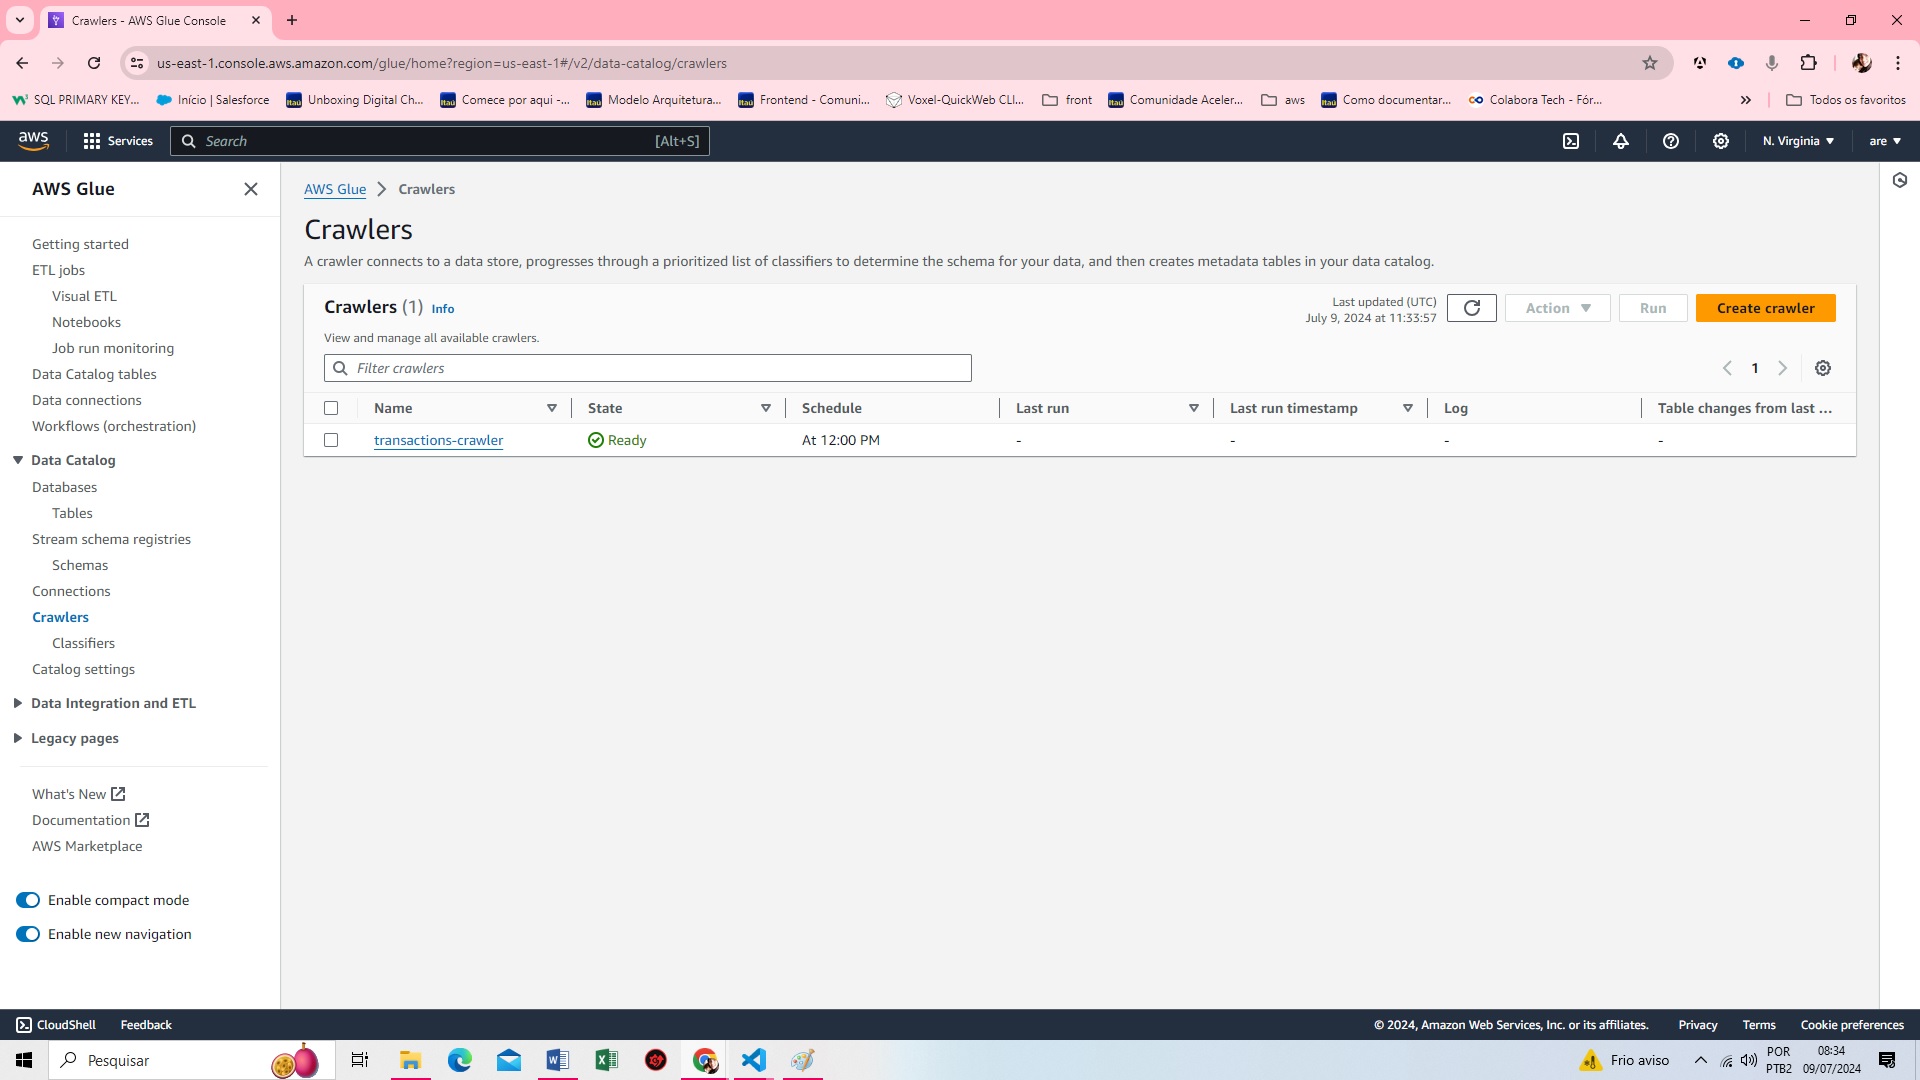 Crawlers - AWS Glue Console
us-east-1.console.aws.amazon.com/glue/home?region=us-east-1#/v2/data-catalog/crawlers
SQL PRIMARY KEY... Início | Salesforce Unboxing Digital Ch... Comece por aqui -... Modelo Arquitetura... Frontend - Comuni... Voxel-QuickWeb CLI... front Comunidade Aceler... aws Como documentar... Colabora Tech - Fór... » Todos os favoritos
aws Services Search [Alt+S] N. Virginia are
AWS Glue
Getting started
ETL jobs
Visual ETL
Notebooks
Job run monitoring
Data Catalog tables
Data connections
Workflows (orchestration)
Data Catalog
Databases
Tables
Stream schema registries
Schemas
Connections
Crawlers
Classifiers
Catalog settings
Data Integration and ETL
Legacy pages
What's New
Documentation
AWS Marketplace
Enable compact mode
Enable new navigation
AWS Glue Crawlers
Crawlers
A crawler connects to a data store, progresses through a prioritized list of classifiers to determine the schema for your data, and then creates metadata tables in your data catalog.
Crawlers (1) Info
View and manage all available crawlers.
Last updated (UTC)
July 9, 2024 at 11:33:57
Action Run Create crawler
Filter crawlers
1
Name State Schedule Last run Last run timestamp Log Table changes from last ...
transactions-crawler Ready At 12:00 PM - - - -
CloudShell Feedback © 2024, Amazon Web Services, Inc. or its affiliates. Privacy Terms Cookie preferences
Pesquisar
Frio aviso
POR
PTB2
08:34
09/07/2024